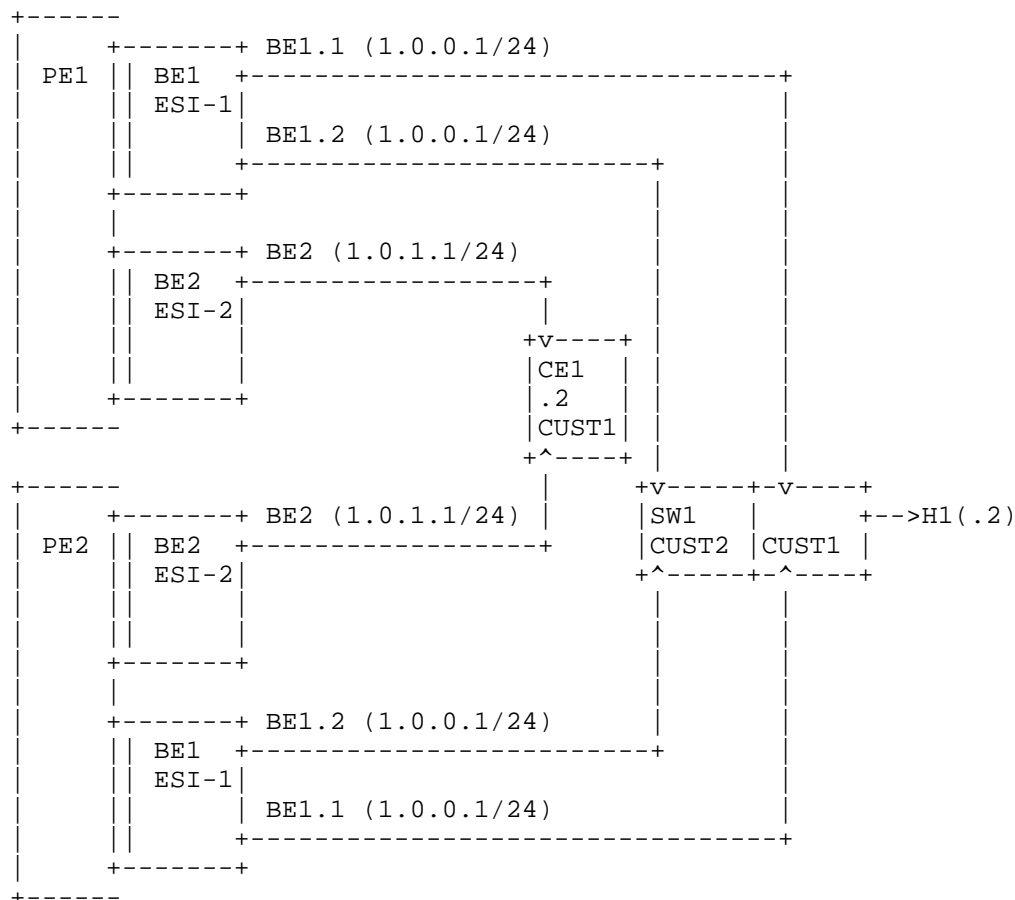 BE1.1 (1.0.0.1/24)
PE1 BE1
ESI-1
BE1.2 (1.0.0.1/24)
BE2 (1.0.1.1/24)
BE2
ESI-2
CE1
.2
CUST1
BE2 (1.0.1.1/24) SW1 -->H1(.2)
PE2 BE2 CUST2 CUST1
ESI-2
BE1.2 (1.0.0.1/24)
BE1
ESI-1
BE1.1 (1.0.0.1/24)